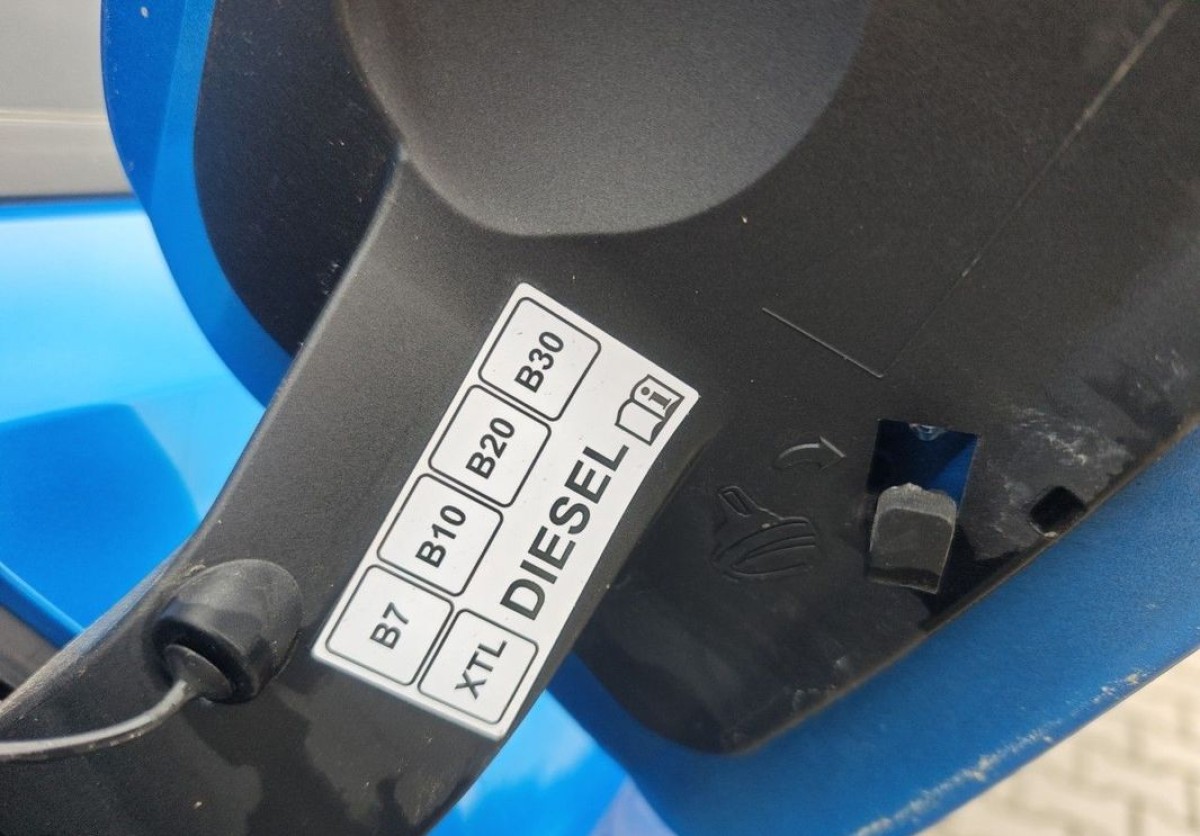 B7 B10 B20 B30
XTL DIESEL i